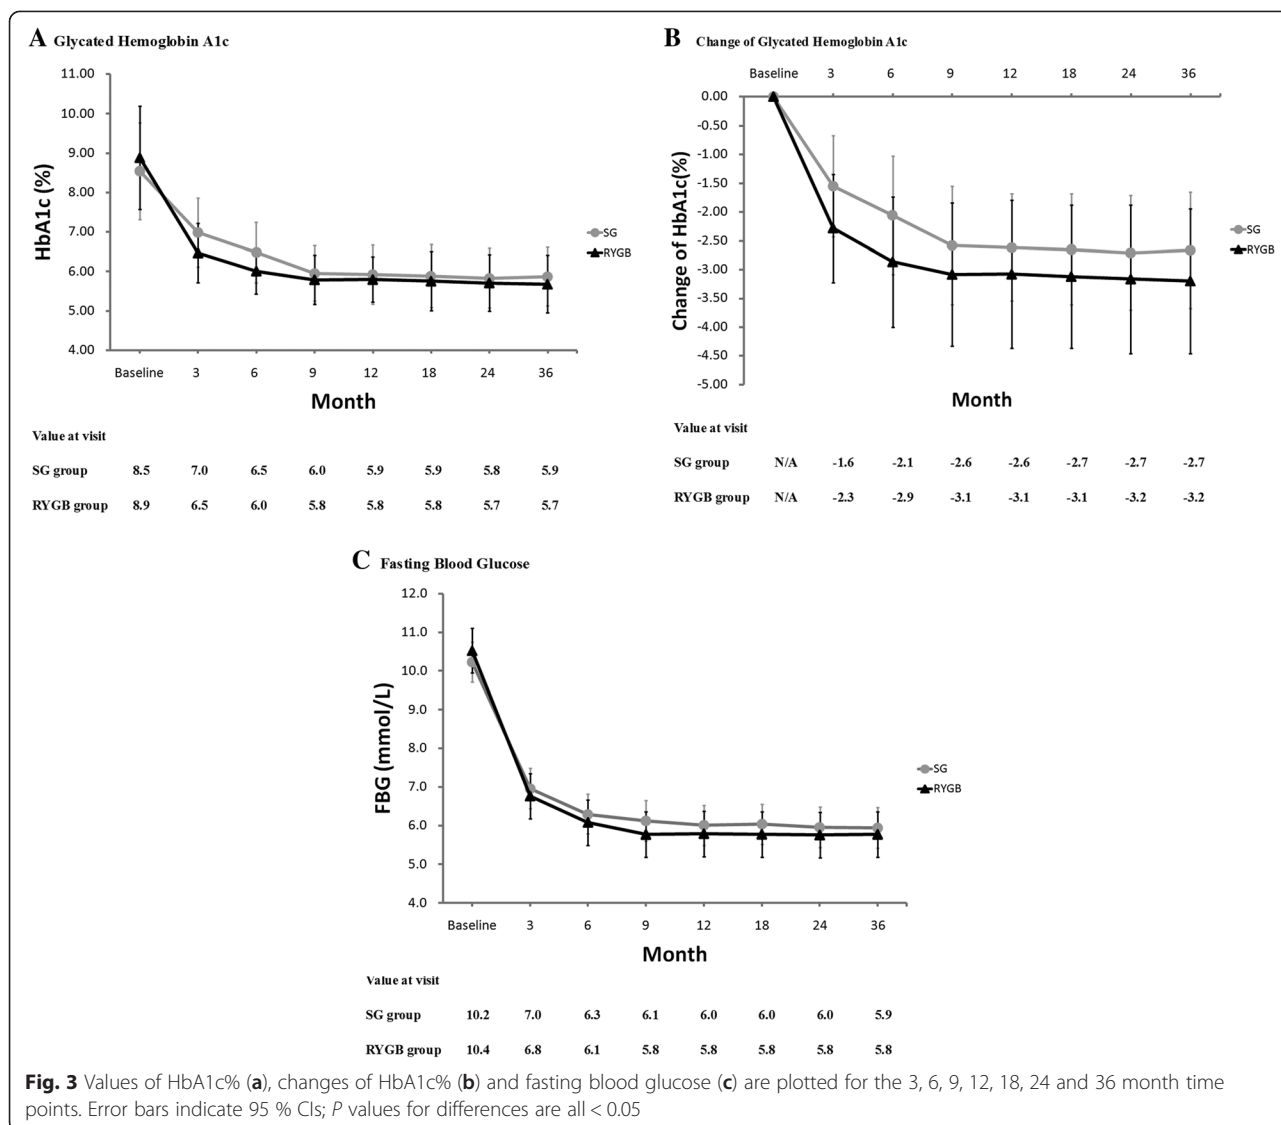 A Glycated Hemoglobin A1c
11.00
10.00
9.00
8.00
7.00
6.00
5.00
4.00
HbA1c (%)
Baseline 3 6 9 12 18 24 36
Month
SG
RYGB
Value at visit
SG group 8.5 7.0 6.5 6.0 5.9 5.9 5.8 5.9
RYGB group 8.9 6.5 6.0 5.8 5.8 5.8 5.7 5.7
B Change of Glycated Hemoglobin A1c
Baseline 3 6 9 12 18 24 36
0.00
-0.50
-1.00
-1.50
-2.00
-2.50
-3.00
-3.50
-4.00
-4.50
-5.00
Change of HbA1c(%)
Month
SG
RYGB
Value at visit
SG group N/A -1.6 -2.1 -2.6 -2.6 -2.7 -2.7 -2.7
RYGB group N/A -2.3 -2.9 -3.1 -3.1 -3.1 -3.2 -3.2
C Fasting Blood Glucose
12.0
11.0
10.0
9.0
8.0
7.0
6.0
5.0
4.0
FBG (mmol/L)
Baseline 3 6 9 12 18 24 36
Month
SG
RYGB
Value at visit
SG group 10.2 7.0 6.3 6.1 6.0 6.0 6.0 5.9
RYGB group 10.4 6.8 6.1 5.8 5.8 5.8 5.8 5.8
Fig. 3 Values of HbA1c% (a), changes of HbA1c% (b) and fasting blood glucose (c) are plotted for the 3, 6, 9, 12, 18, 24 and 36 month time
points. Error bars indicate 95 % CIs; P values for differences are all < 0.05